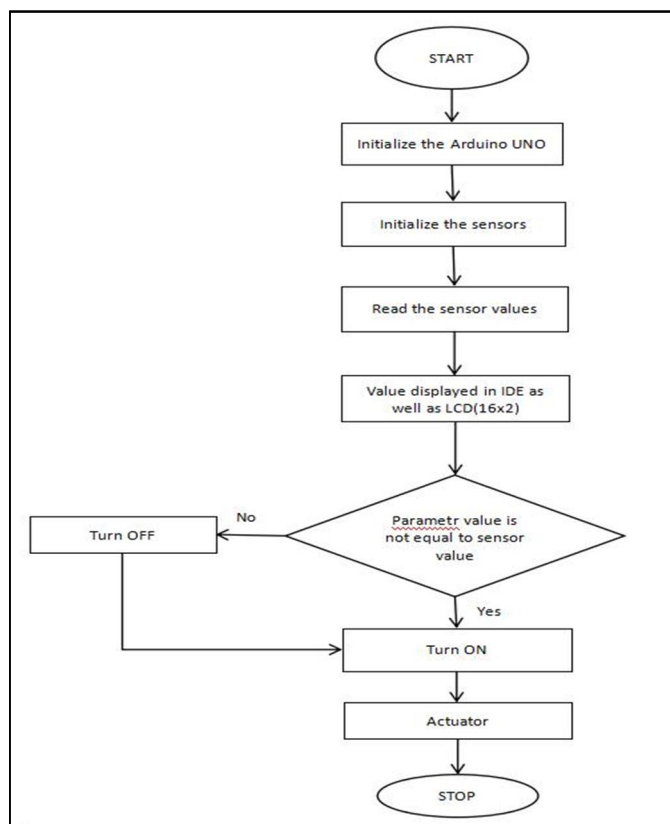 START
Initialize the Arduino UNO
Initialize the sensors
Read the sensor values
Value displayed in IDE as
well as LCD(16x2)
Parametr value is
not equal to sensor
value
No
Turn OFF
Yes
Turn ON
Actuator
STOP